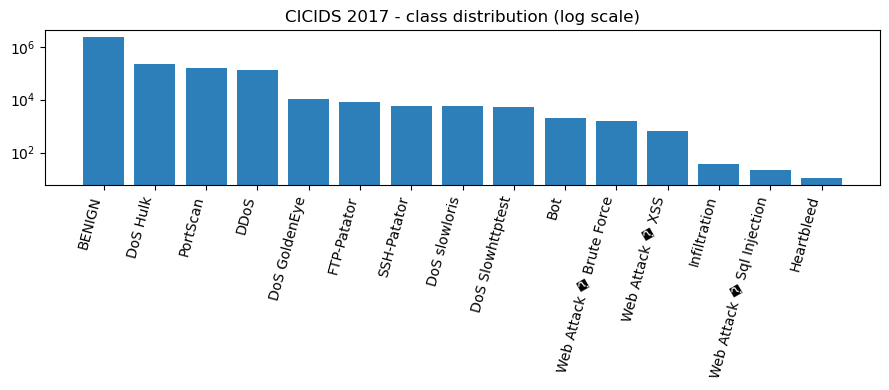 CICIDS 2017 - class distribution (log scale)
10⁶
10⁴
10²
BENIGN
DoS Hulk
PortScan
DDoS
DoS GoldenEye
FTP-Patator
SSH-Patator
DoS slowloris
DoS Slowhttptest
Bot
Web Attack � Brute Force
Web Attack � XSS
Infiltration
Web Attack � Sql Injection
Heartbleed